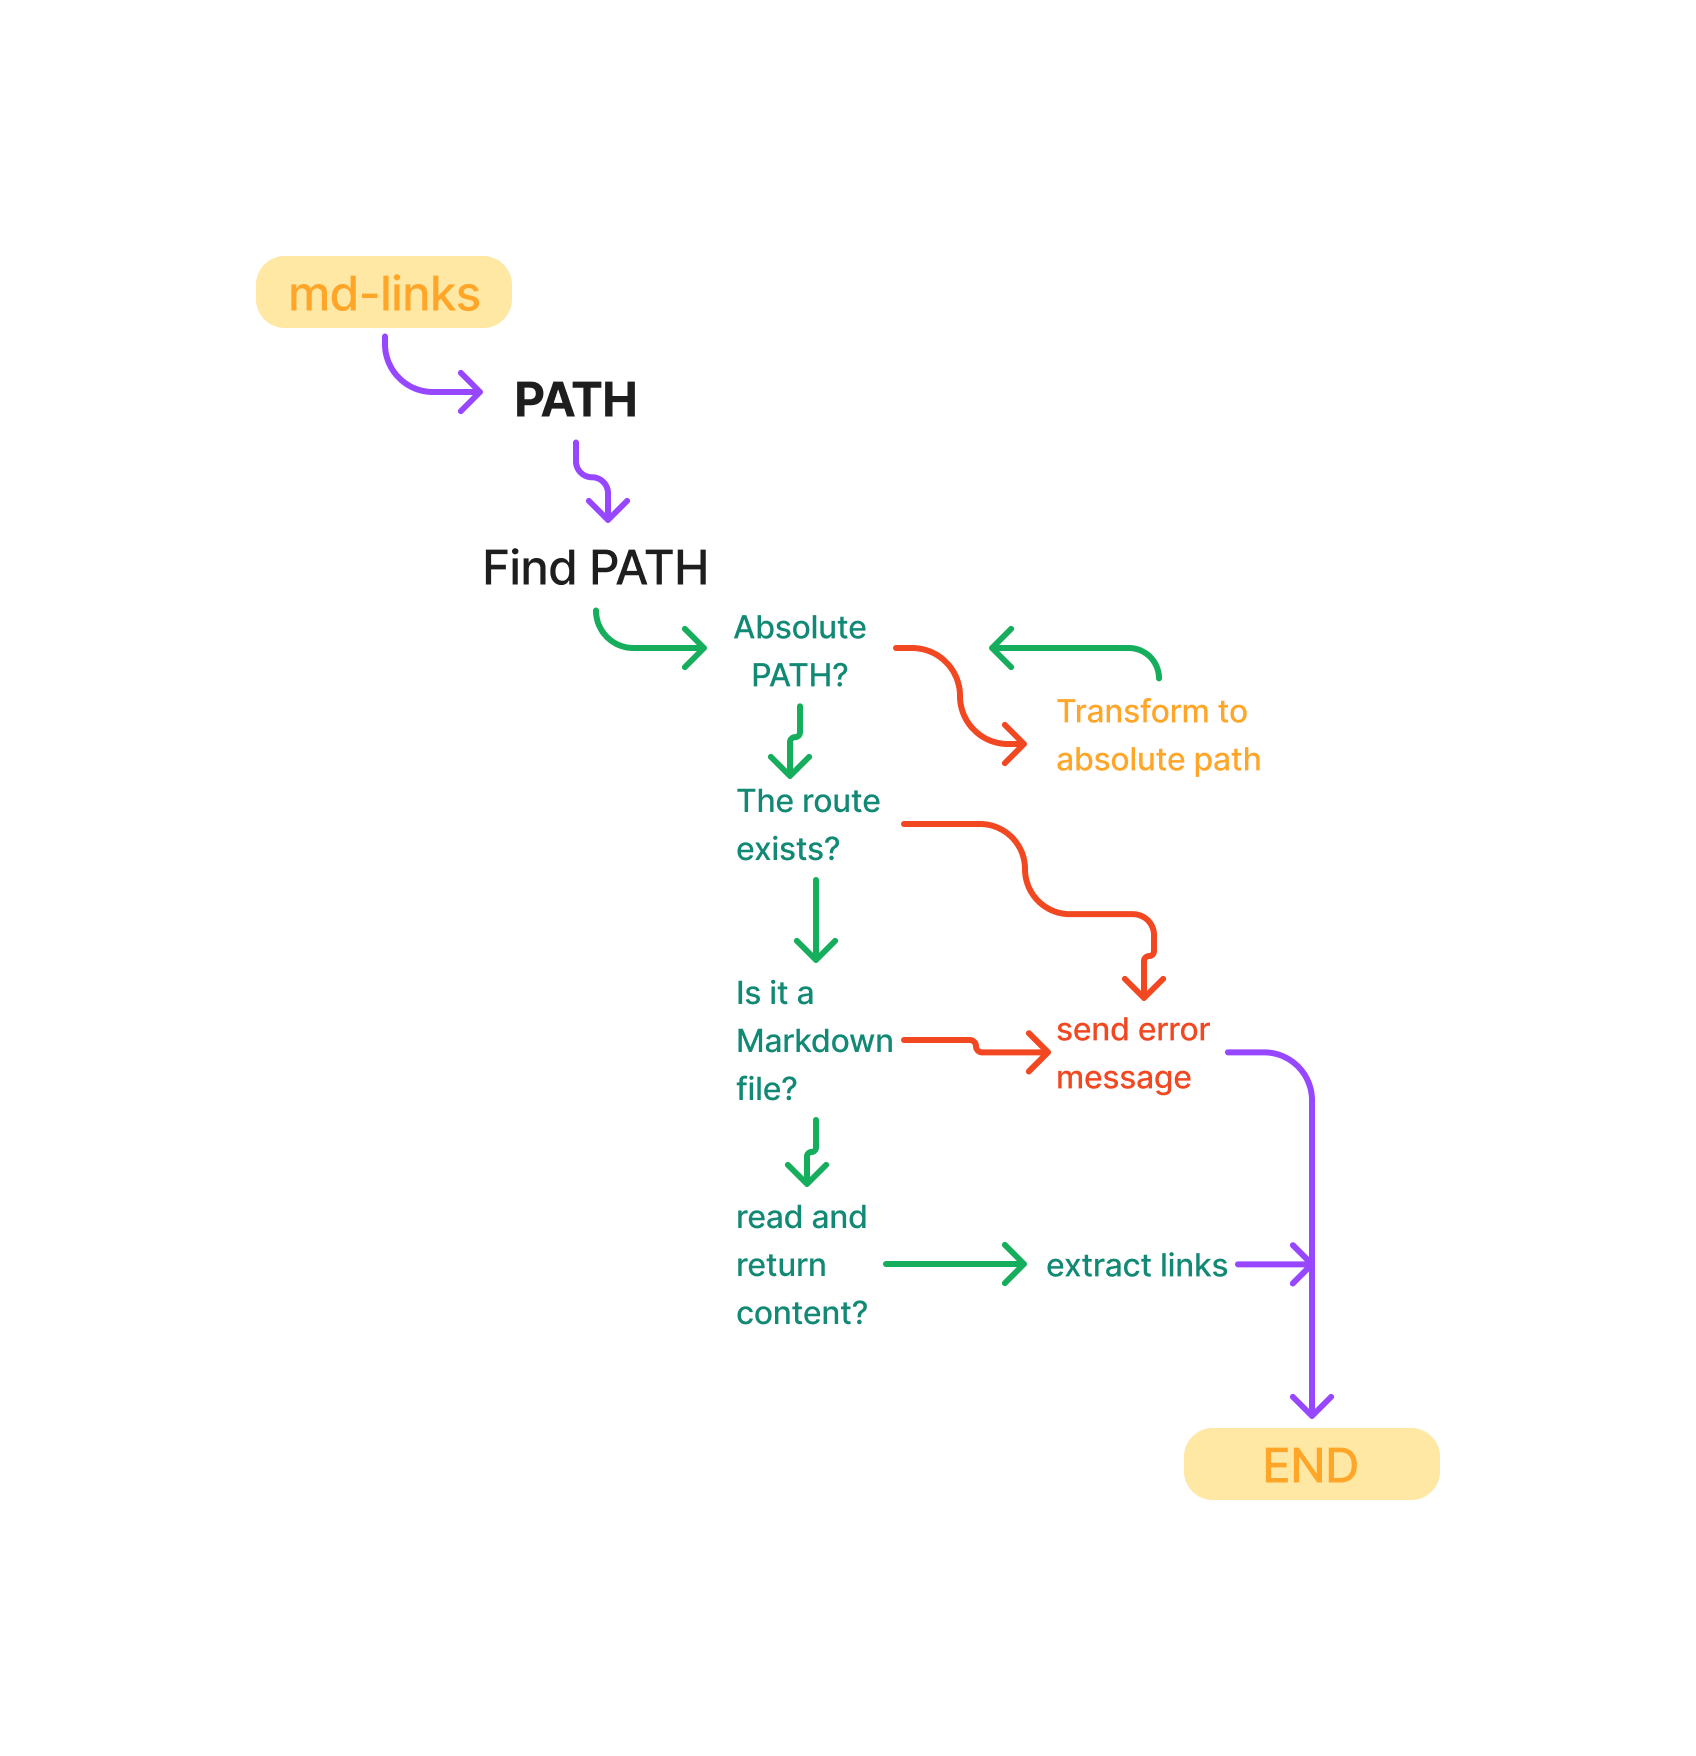 md-links
PATH
Find PATH
Absolute
PATH?
Transform to
absolute path
The route
exists?
Is it a
Markdown
file?
send error
message
read and
return
content?
extract links
END